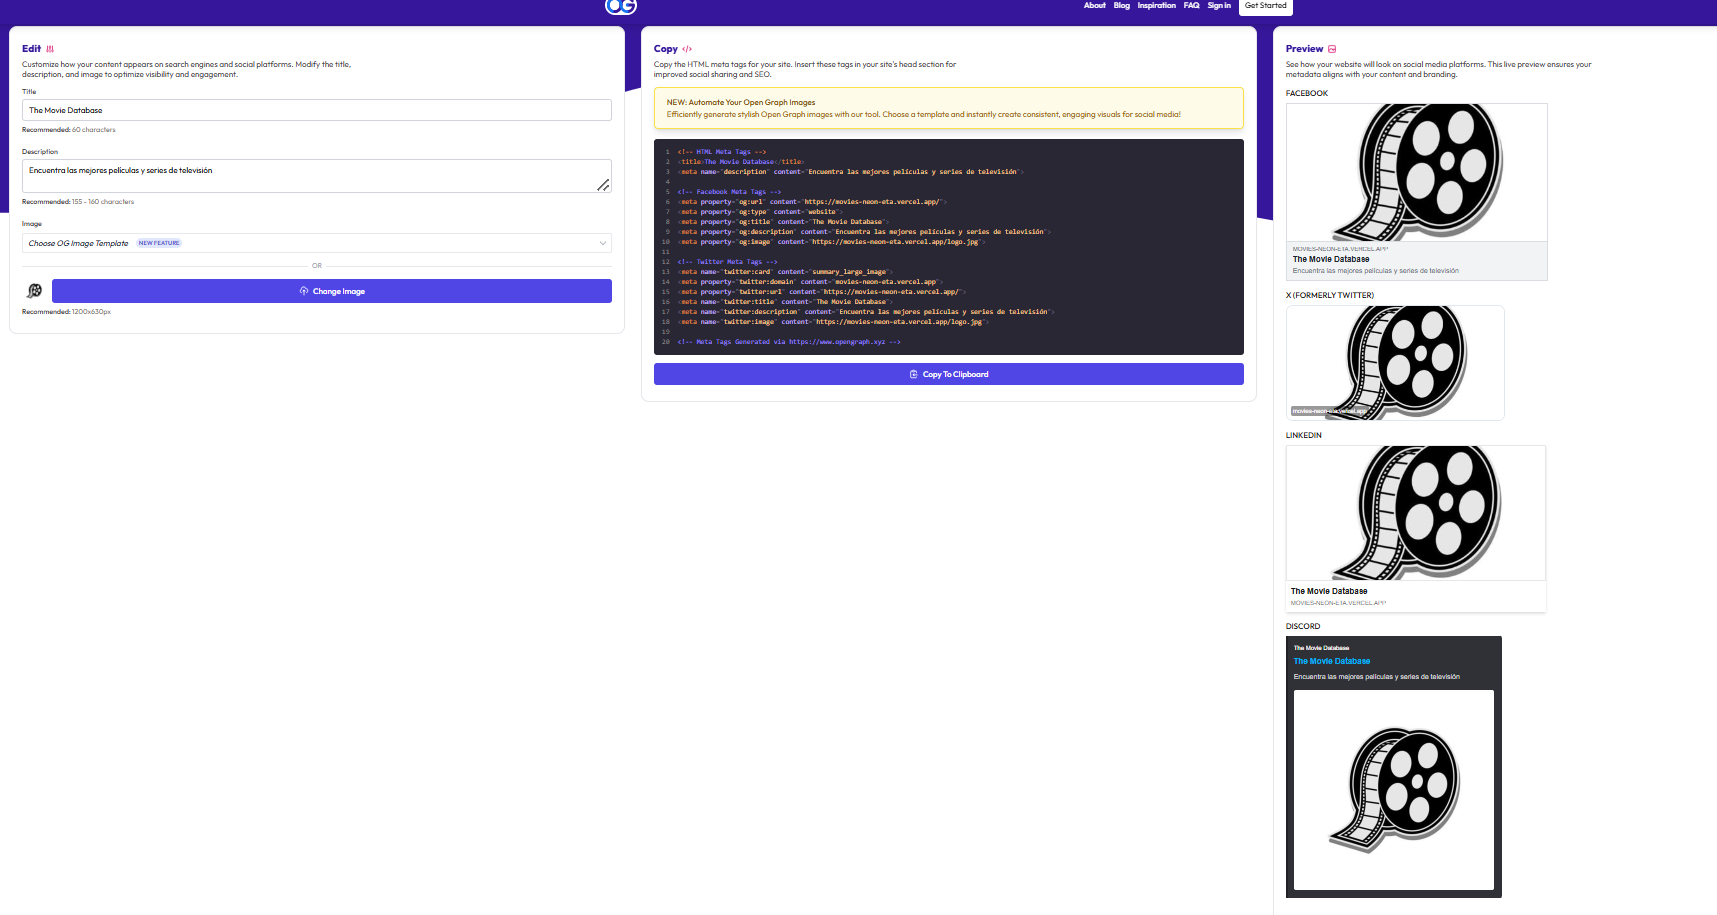 OG
About Blog Inspiration FAQ Sign in Get Started
Edit
Customize how your content appears on search engines and social platforms. Modify the title,
description, and image to optimize visibility and engagement.
Title
The Movie Database
Recommended: 60 characters
Description
Encuentra las mejores películas y series de televisión
Recommended: 155 - 160 characters
Image
Choose OG Image Template NEW FEATURE
OR
Change Image
Recommended: 1200x630px
Copy </>
Copy the HTML meta tags for your site. Insert these tags in your site's head section for
improved social sharing and SEO.
NEW: Automate Your Open Graph Images
Efficiently generate stylish Open Graph images with our tool. Choose a template and instantly create consistent, engaging visuals for social media!
1 <!-- HTML Meta Tags -->
2 <title>The Movie Database</title>
3 <meta name="description" content="Encuentra las mejores películas y series de televisión">
4
5 <!-- Facebook Meta Tags -->
6 <meta property="og:url" content="https://movies-neon-eta.vercel.app/">
7 <meta property="og:type" content="website">
8 <meta property="og:title" content="The Movie Database">
9 <meta property="og:description" content="Encuentra las mejores películas y series de televisión">
10 <meta property="og:image" content="https://movies-neon-eta.vercel.app/logo.jpg">
11
12 <!-- Twitter Meta Tags -->
13 <meta name="twitter:card" content="summary_large_image">
14 <meta property="twitter:domain" content="movies-neon-eta.vercel.app">
15 <meta property="twitter:url" content="https://movies-neon-eta.vercel.app/">
16 <meta name="twitter:title" content="The Movie Database">
17 <meta name="twitter:description" content="Encuentra las mejores películas y series de televisión">
18 <meta name="twitter:image" content="https://movies-neon-eta.vercel.app/logo.jpg">
19
20 <!-- Meta Tags Generated via https://www.opengraph.xyz -->
Copy To Clipboard
Preview
See how your website will look on social media platforms. This live preview ensures your
metadata aligns with your content and branding.
FACEBOOK
MOVIES-NEON-ETA.VERCEL.APP
The Movie Database
Encuentra las mejores películas y series de televisión
X (FORMERLY TWITTER)
movies-neon-eta.vercel.app
LINKEDIN
The Movie Database
MOVIES-NEON-ETA.VERCEL.APP
DISCORD
The Movie Database
The Movie Database
Encuentra las mejores películas y series de televisión